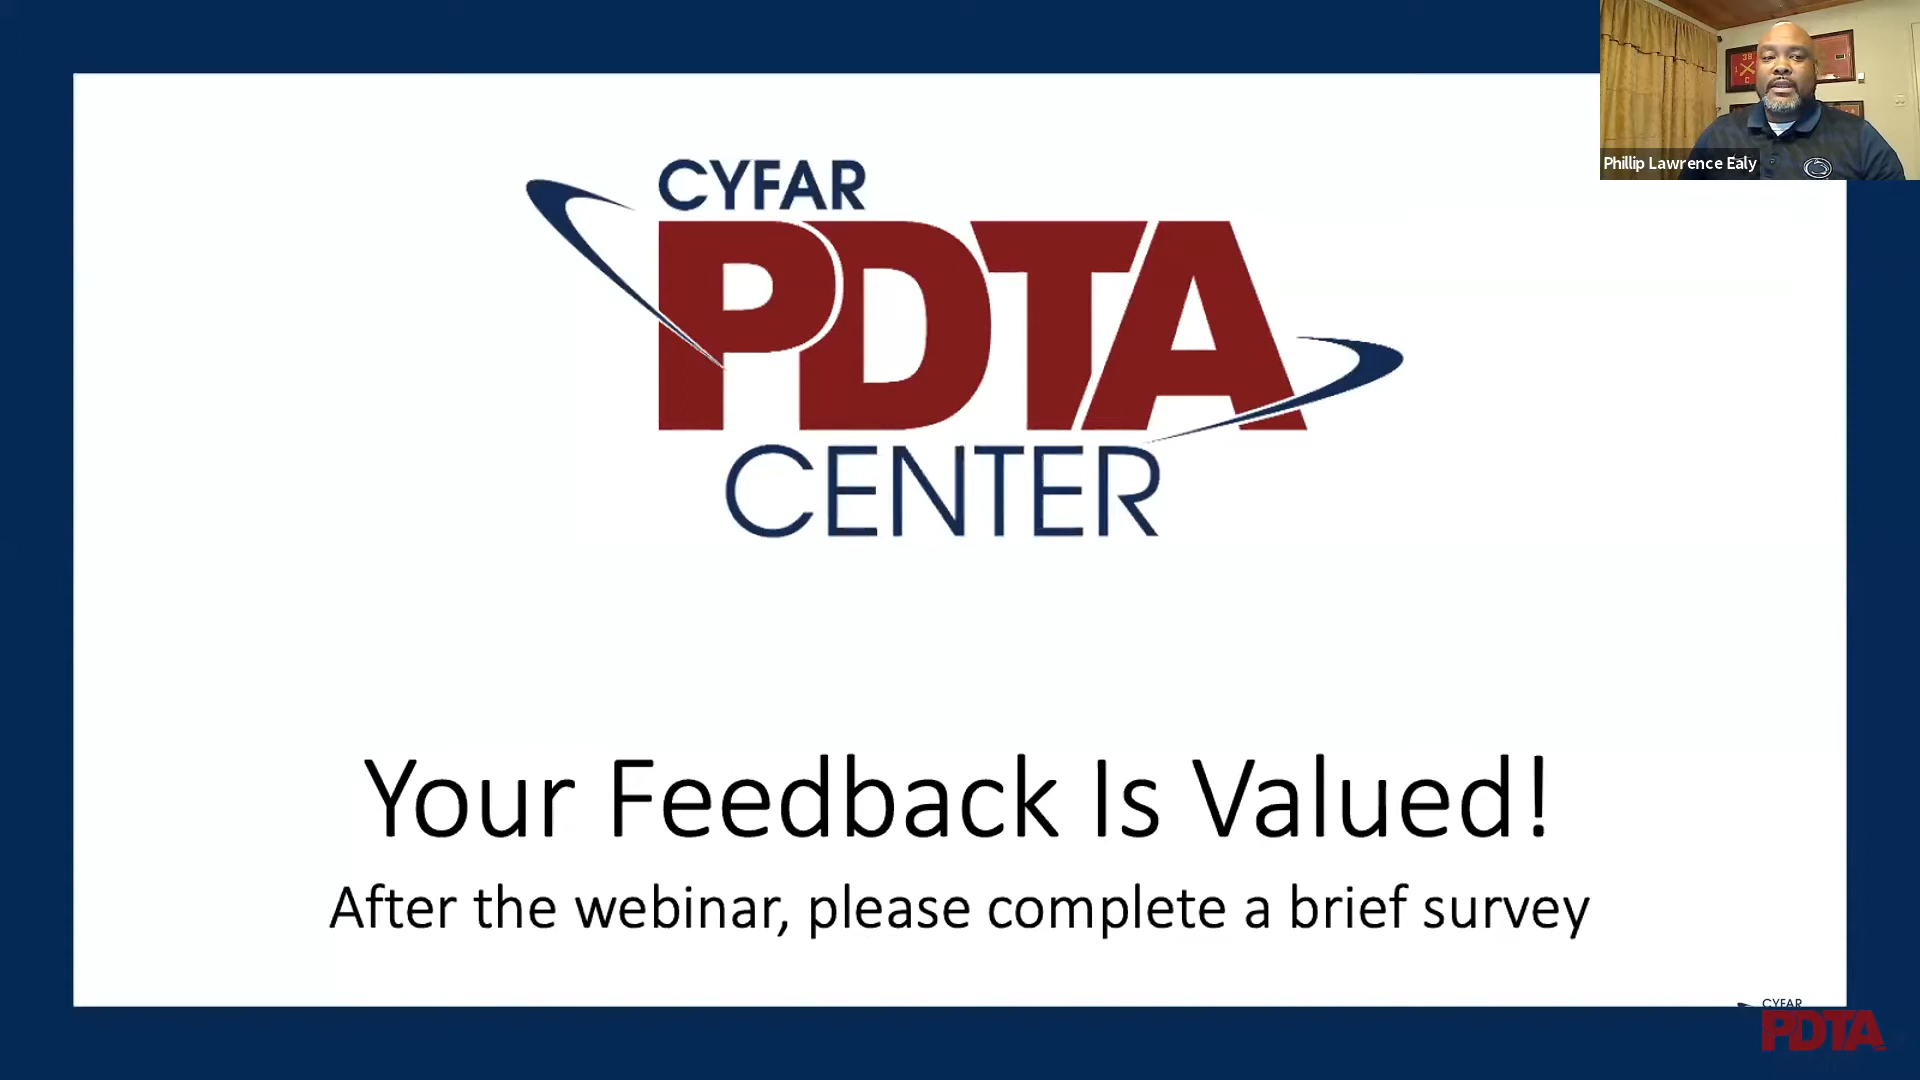 CYFAR
PDTA
CENTER
Phillip Lawrence Ealy
Your Feedback Is Valued!
After the webinar, please complete a brief survey
CYFAR
PDTA